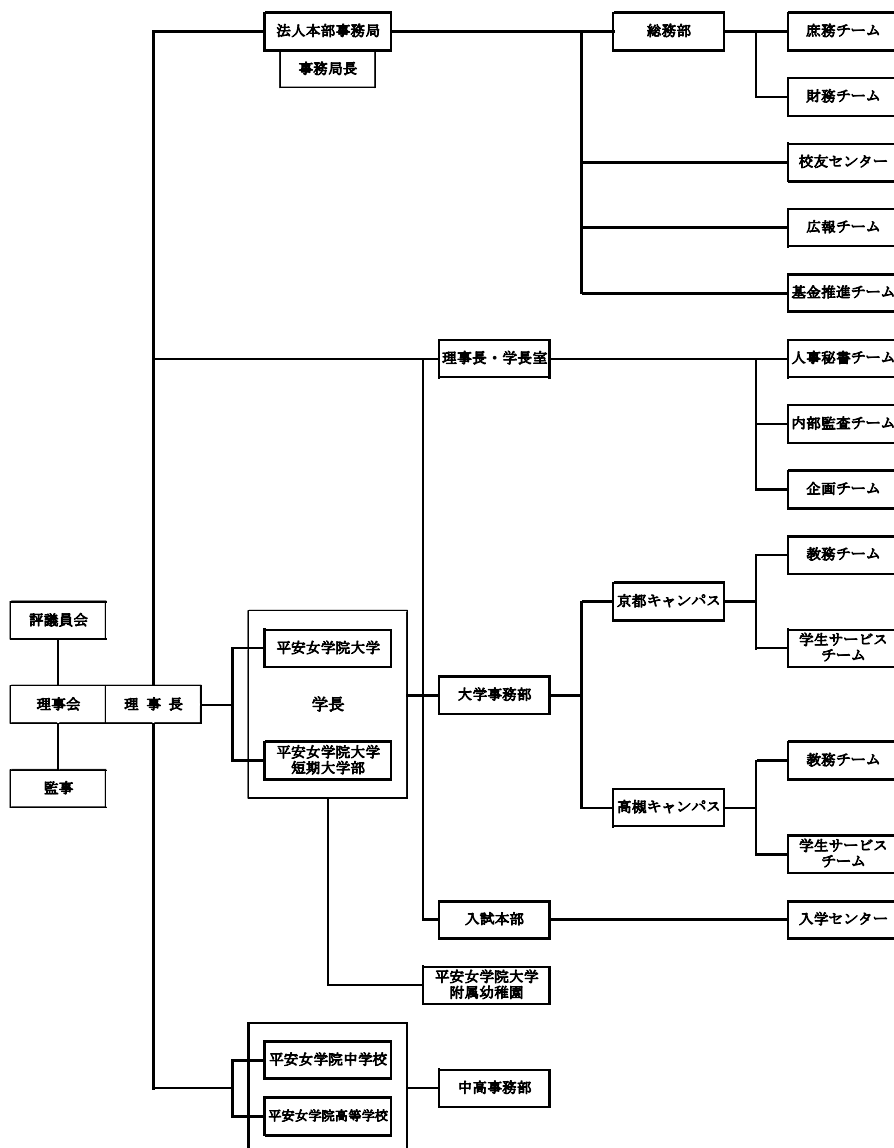 法人本部事務局
事務局長
総務部
庶務チーム
財務チーム
校友センター
広報チーム
基金推進チーム
理事長・学長室
人事秘書チーム
内部監査チーム
企画チーム
評議員会
理事会
理事長
監事
平安女学院大学
学長
平安女学院大学
短期大学部
大学事務部
京都キャンパス
教務チーム
学生サービス
チーム
高槻キャンパス
教務チーム
学生サービス
チーム
入試本部
入学センター
平安女学院大学
附属幼稚園
平安女学院中学校
平安女学院高等学校
中高事務部